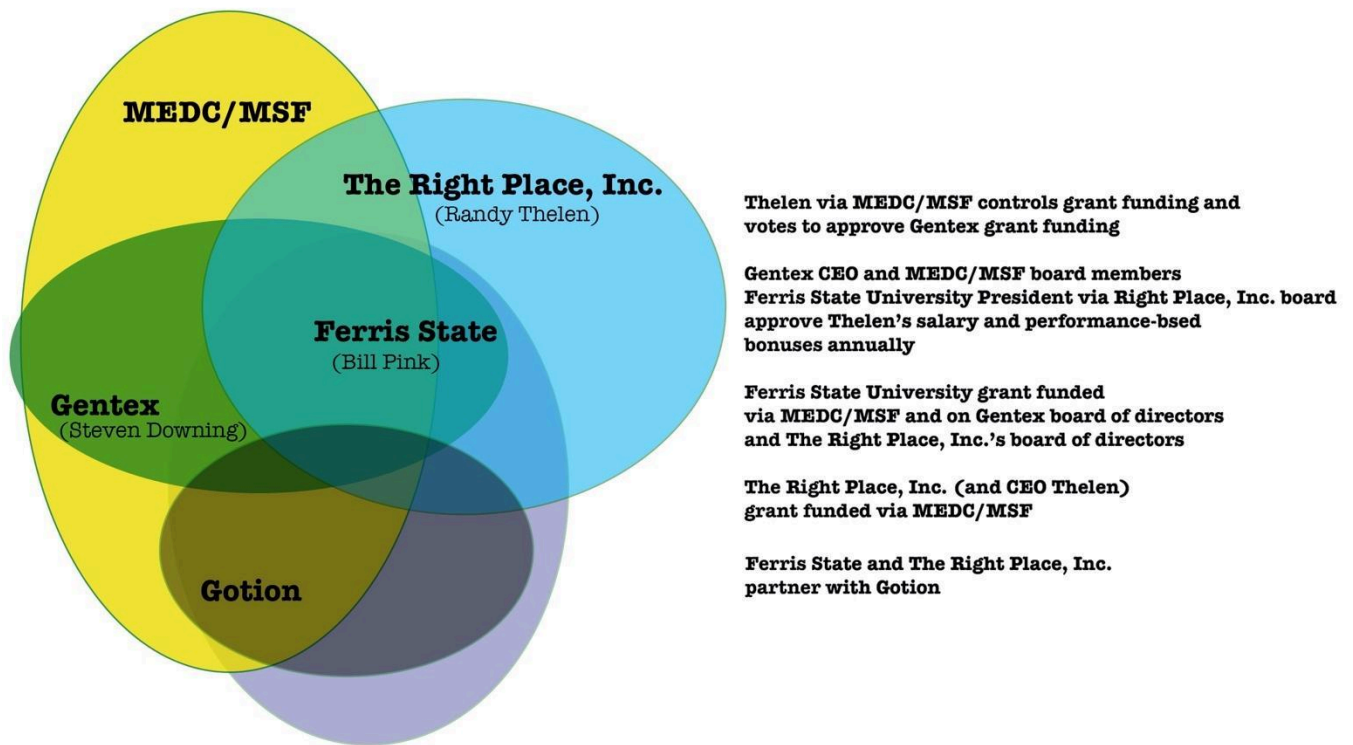 MEDC/MSF
The Right Place, Inc.
(Randy Thelen)
Ferris State
(Bill Pink)
Gentex
(Steven Downing)
Gotion
Thelen via MEDC/MSF controls grant funding and
votes to approve Gentex grant funding
Gentex CEO and MEDC/MSF board members
Ferris State University President via Right Place, Inc. board
approve Thelen's salary and performance-bsed
bonuses annually
Ferris State University grant funded
via MEDC/MSF and on Gentex board of directors
and The Right Place, Inc.'s board of directors
The Right Place, Inc. (and CEO Thelen)
grant funded via MEDC/MSF
Ferris State and The Right Place, Inc.
partner with Gotion